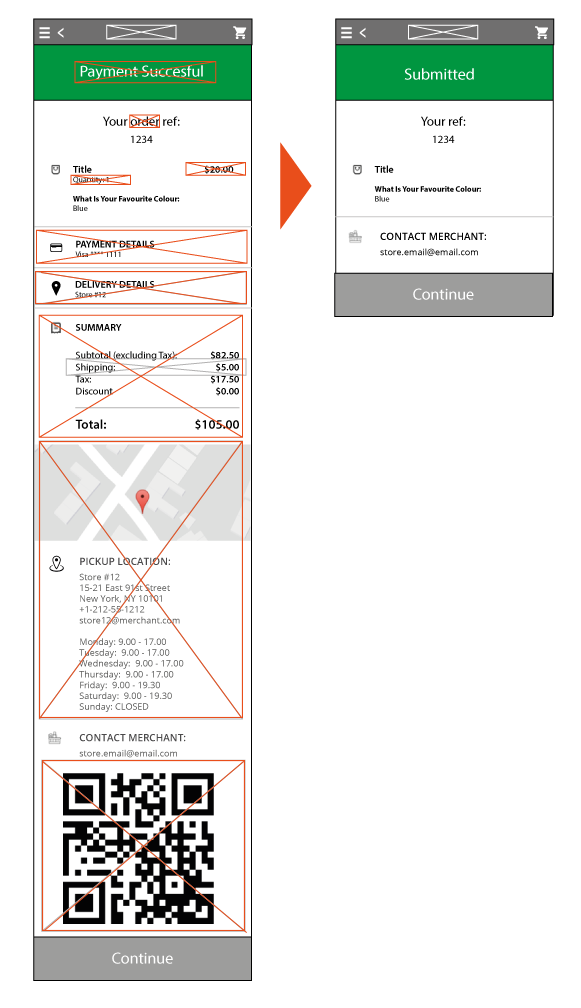 Payment Succesful
Your order ref:
1234
Title
$20.00
Quantity: 1
What Is Your Favourite Colour:
Blue
PAYMENT DETAILS
Visa **** 1111
DELIVERY DETAILS
Store #12
SUMMARY
Subtotal (excluding Tax): $82.50
Shipping: $5.00
Tax: $17.50
Discount $0.00
Total: $105.00
PICKUP LOCATION:
Store #12
15-21 East 91st Street
New York, NY 10101
+1-212-55-1212
store12@merchant.com
Monday: 9.00 - 17.00
Tuesday: 9.00 - 17.00
Wednesday: 9.00 - 17.00
Thursday: 9.00 - 17.00
Friday: 9.00 - 19.30
Saturday: 9.00 - 19.30
Sunday: CLOSED
CONTACT MERCHANT:
store.email@email.com
Continue
Submitted
Your ref:
1234
Title
What Is Your Favourite Colour:
Blue
CONTACT MERCHANT:
store.email@email.com
Continue